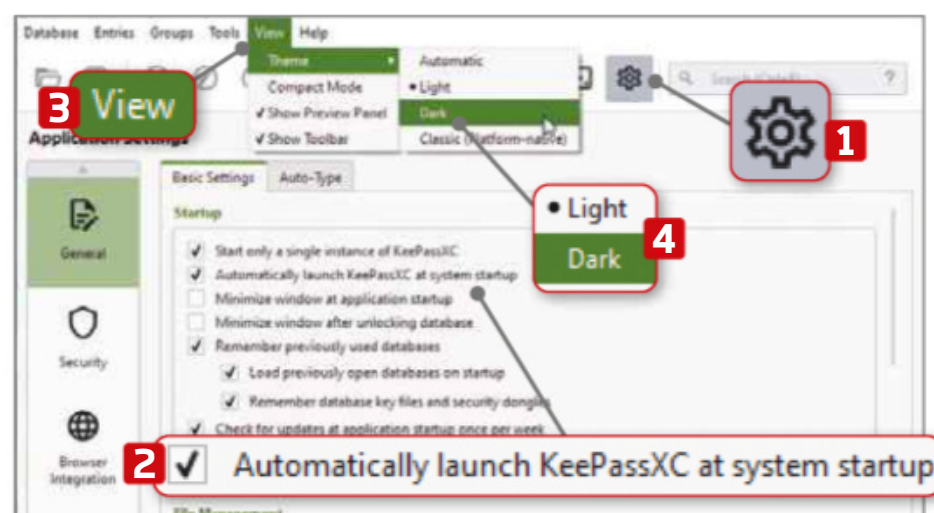 Database Entries Groups Tools View Help
Theme
Automatic
Compact Mode
Light
✓ Show Preview Panel
Dark
✓ Show Toolbar
Classic (Platform-native)
3 View
1
Search (Ctrl+F)... ?
Application Settings
Basic Settings Auto-Type
• Light
Dark
4
General
Security
Browser Integration
Startup
✓ Start only a single instance of KeePassXC
✓ Automatically launch KeePassXC at system startup
Minimize window at application startup
Minimize window after unlocking database
✓ Remember previously used databases
✓ Load previously open databases on startup
✓ Remember database key files and security dongles
✓ Check for updates at application startup once per week
2 ✓ Automatically launch KeePassXC at system startup
File Management